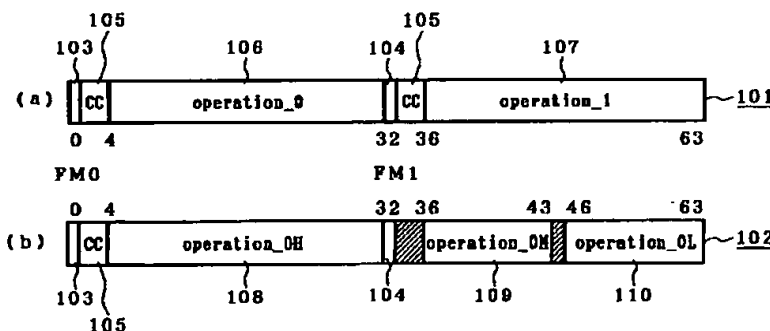 105 105
103 106 104 107
(a) CC operation_0 CC operation_1 101
0 4 32 36 63
FM0 FM1
0 4 32 36 43 46 63
(b) CC operation_0H operation_0M operation_0L 102
103 108 104 109 110
105